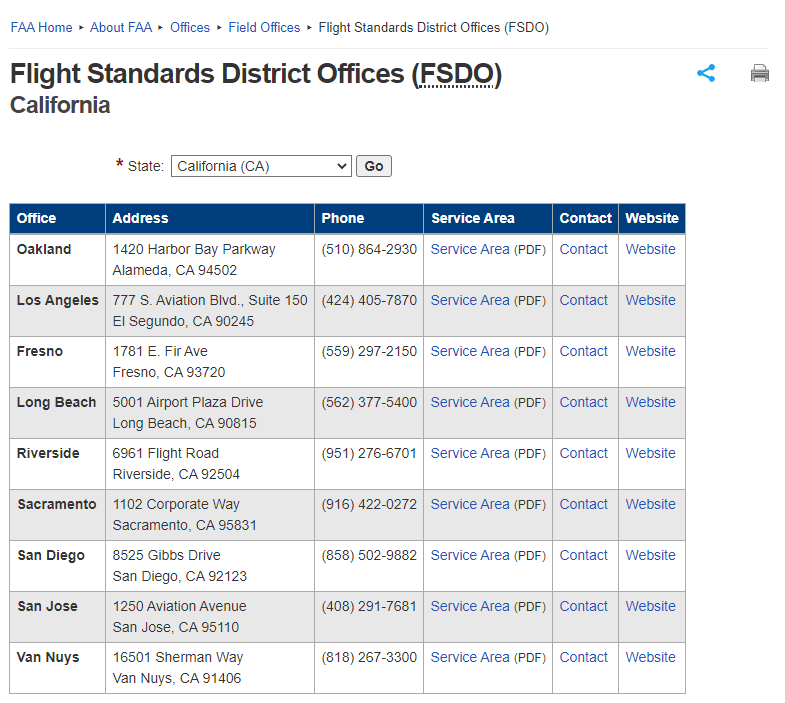 FAA Home ▸ About FAA ▸ Offices ▸ Field Offices ▸ Flight Standards District Offices (FSDO)
Flight Standards District Offices (FSDO)
California
* State: California (CA) Go
Office Address Phone Service Area Contact Website
Oakland 1420 Harbor Bay Parkway (510) 864-2930 Service Area (PDF) Contact Website
Alameda, CA 94502
Los Angeles 777 S. Aviation Blvd., Suite 150 (424) 405-7870 Service Area (PDF) Contact Website
El Segundo, CA 90245
Fresno 1781 E. Fir Ave (559) 297-2150 Service Area (PDF) Contact Website
Fresno, CA 93720
Long Beach 5001 Airport Plaza Drive (562) 377-5400 Service Area (PDF) Contact Website
Long Beach, CA 90815
Riverside 6961 Flight Road (951) 276-6701 Service Area (PDF) Contact Website
Riverside, CA 92504
Sacramento 1102 Corporate Way (916) 422-0272 Service Area (PDF) Contact Website
Sacramento, CA 95831
San Diego 8525 Gibbs Drive (858) 502-9882 Service Area (PDF) Contact Website
San Diego, CA 92123
San Jose 1250 Aviation Avenue (408) 291-7681 Service Area (PDF) Contact Website
San Jose, CA 95110
Van Nuys 16501 Sherman Way (818) 267-3300 Service Area (PDF) Contact Website
Van Nuys, CA 91406